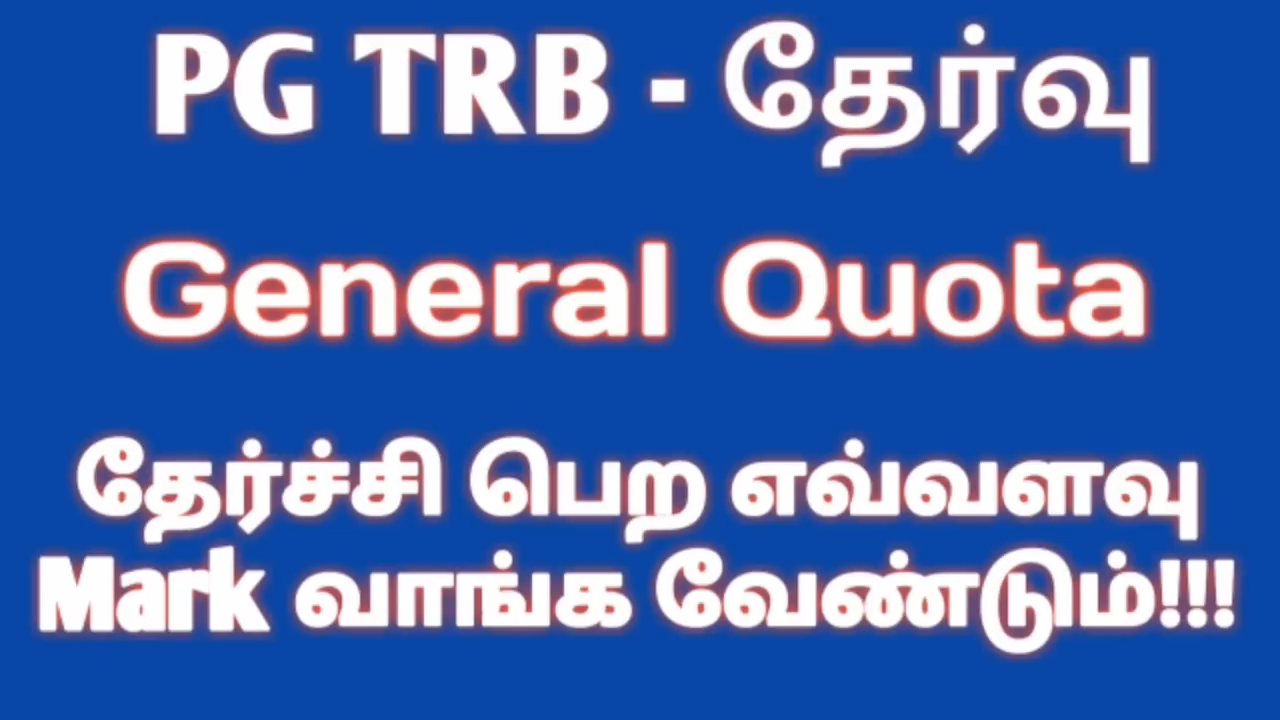 PG TRB - தேர்வு
General Quota
தேர்ச்சி பெற எவ்வளவு
Mark வாங்க வேண்டும்!!!